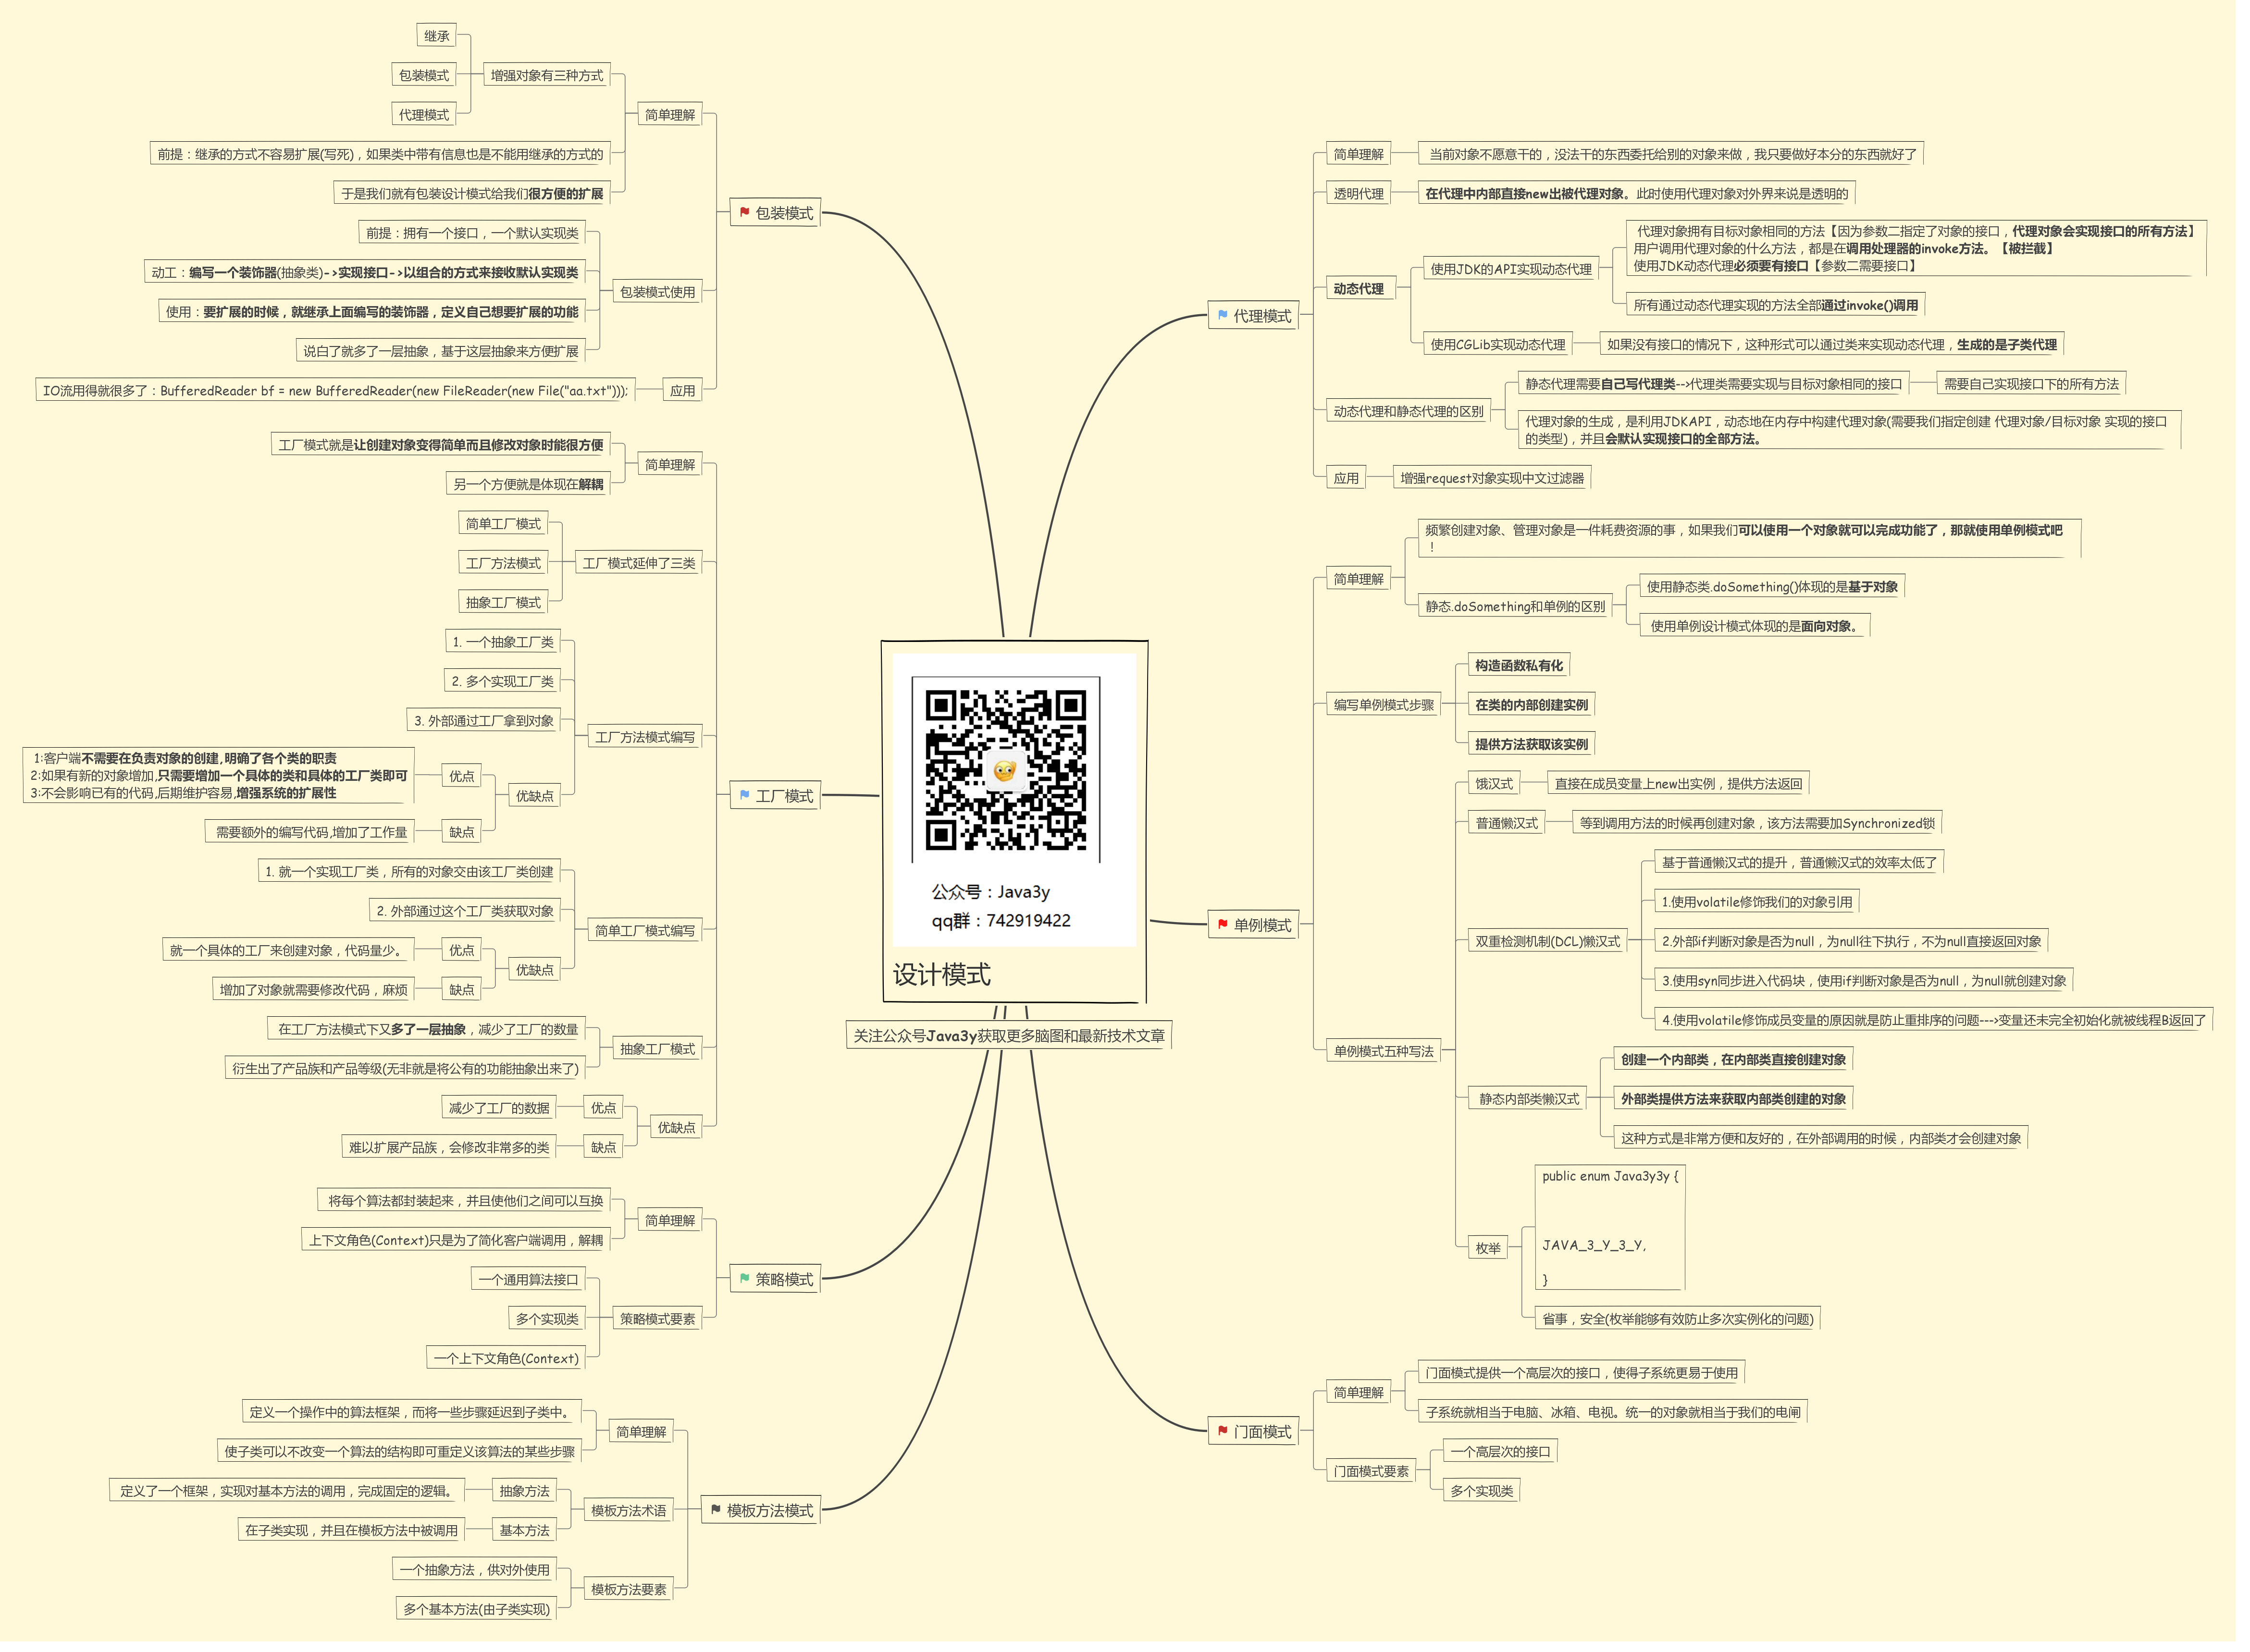 设计模式
公众号：Java3y
qq群：742919422
关注公众号Java3y获取更多脑图和最新技术文章
包装模式
简单理解
增强对象有三种方式
继承
包装模式
代理模式
前提：继承的方式不容易扩展(写死)，如果类中带有信息也是不能用继承的方式的
于是我们就有包装设计模式给我们很方便的扩展
包装模式使用
前提：拥有一个接口，一个默认实现类
动工：编写一个装饰器(抽象类)->实现接口->以组合的方式来接收默认实现类
使用：要扩展的时候，就继承上面编写的装饰器，定义自己想要扩展的功能
说白了就多了一层抽象，基于这层抽象来方便扩展
应用
IO流用得就很多了：BufferedReader bf = new BufferedReader(new FileReader(new File("aa.txt")));
工厂模式
简单理解
工厂模式就是让创建对象变得简单而且修改对象时能很方便
另一个方便就是体现在解耦
工厂模式延伸了三类
简单工厂模式
工厂方法模式
抽象工厂模式
工厂方法模式编写
1. 一个抽象工厂类
2. 多个实现工厂类
3. 外部通过工厂拿到对象
优缺点
优点
1:客户端不需要在负责对象的创建,明确了各个类的职责
2:如果有新的对象增加,只需要增加一个具体的类和具体的工厂类即可
3:不会影响已有的代码,后期维护容易,增强系统的扩展性
缺点
需要额外的编写代码,增加了工作量
简单工厂模式编写
1. 就一个实现工厂类，所有的对象交由该工厂类创建
2. 外部通过这个工厂类获取对象
优缺点
优点
就一个具体的工厂来创建对象，代码量少。
缺点
增加了对象就需要修改代码，麻烦
抽象工厂模式
在工厂方法模式下又多了一层抽象，减少了工厂的数量
衍生出了产品族和产品等级(无非就是将公有的功能抽象出来了)
优缺点
优点
减少了工厂的数据
缺点
难以扩展产品族，会修改非常多的类
策略模式
简单理解
将每个算法都封装起来，并且使他们之间可以互换
上下文角色(Context)只是为了简化客户端调用，解耦
策略模式要素
一个通用算法接口
多个实现类
一个上下文角色(Context)
模板方法模式
简单理解
定义一个操作中的算法框架，而将一些步骤延迟到子类中。
使子类可以不改变一个算法的结构即可重定义该算法的某些步骤
模板方法术语
抽象方法
定义了一个框架，实现对基本方法的调用，完成固定的逻辑。
基本方法
在子类实现，并且在模板方法中被调用
模板方法要素
一个抽象方法，供对外使用
多个基本方法(由子类实现)
代理模式
简单理解
当前对象不愿意干的，没法干的东西委托给别的对象来做，我只要做好本分的东西就好了
透明代理
在代理中内部直接new出被代理对象。此时使用代理对象对外界来说是透明的
动态代理
使用JDK的API实现动态代理
代理对象拥有目标对象相同的方法【因为参数二指定了对象的接口，代理对象会实现接口的所有方法】
用户调用代理对象的什么方法，都是在调用处理器的invoke方法。【被拦截】
使用JDK动态代理必须要有接口【参数二需要接口】
所有通过动态代理实现的方法全部通过invoke()调用
使用CGLib实现动态代理
如果没有接口的情况下，这种形式可以通过类来实现动态代理，生成的是子类代理
动态代理和静态代理的区别
静态代理需要自己写代理类-->代理类需要实现与目标对象相同的接口
需要自己实现接口下的所有方法
代理对象的生成，是利用JDKAPI，动态地在内存中构建代理对象(需要我们指定创建 代理对象/目标对象 实现的接口
的类型)，并且会默认实现接口的全部方法。
应用
增强request对象实现中文过滤器
单例模式
简单理解
频繁创建对象、管理对象是一件耗费资源的事，如果我们可以使用一个对象就可以完成功能了，那就使用单例模式吧
！
静态.doSomething和单例的区别
使用静态类.doSomething()体现的是基于对象
使用单例设计模式体现的是面向对象。
编写单例模式步骤
构造函数私有化
在类的内部创建实例
提供方法获取该实例
单例模式五种写法
饿汉式
直接在成员变量上new出实例，提供方法返回
普通懒汉式
等到调用方法的时候再创建对象，该方法需要加Synchronized锁
双重检测机制(DCL)懒汉式
基于普通懒汉式的提升，普通懒汉式的效率太低了
1.使用volatile修饰我们的对象引用
2.外部if判断对象是否为null，为null往下执行，不为null直接返回对象
3.使用syn同步进入代码块，使用if判断对象是否为null，为null就创建对象
4.使用volatile修饰成员变量的原因就是防止重排序的问题--->变量还未完全初始化就被线程B返回了
静态内部类懒汉式
创建一个内部类，在内部类直接创建对象
外部类提供方法来获取内部类创建的对象
这种方式是非常方便和友好的，在外部调用的时候，内部类才会创建对象
枚举
public enum Java3y3y {
JAVA_3_Y_3_Y,
}
省事，安全(枚举能够有效防止多次实例化的问题)
门面模式
简单理解
门面模式提供一个高层次的接口，使得子系统更易于使用
子系统就相当于电脑、冰箱、电视。统一的对象就相当于我们的电闸
门面模式要素
一个高层次的接口
多个实现类